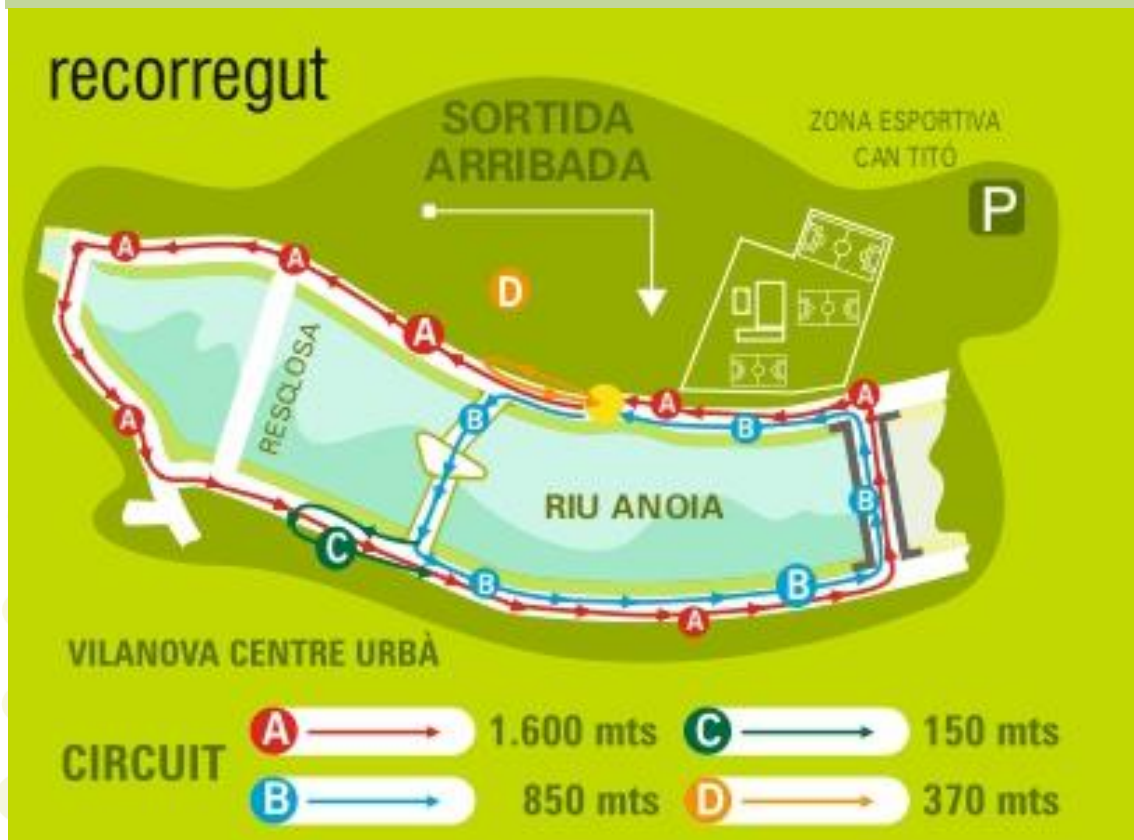 recorregut
SORTIDA
ARRIBADA
ZONA ESPORTIVA
CAN TITÓ
P
A
A
D
A
RESCLOSA
B
A
A
B
A
RIU ANOIA
B
C
B
B
A
VILANOVA CENTRE URBÀ
CIRCUIT
A 1.600 mts
C 150 mts
B 850 mts
D 370 mts